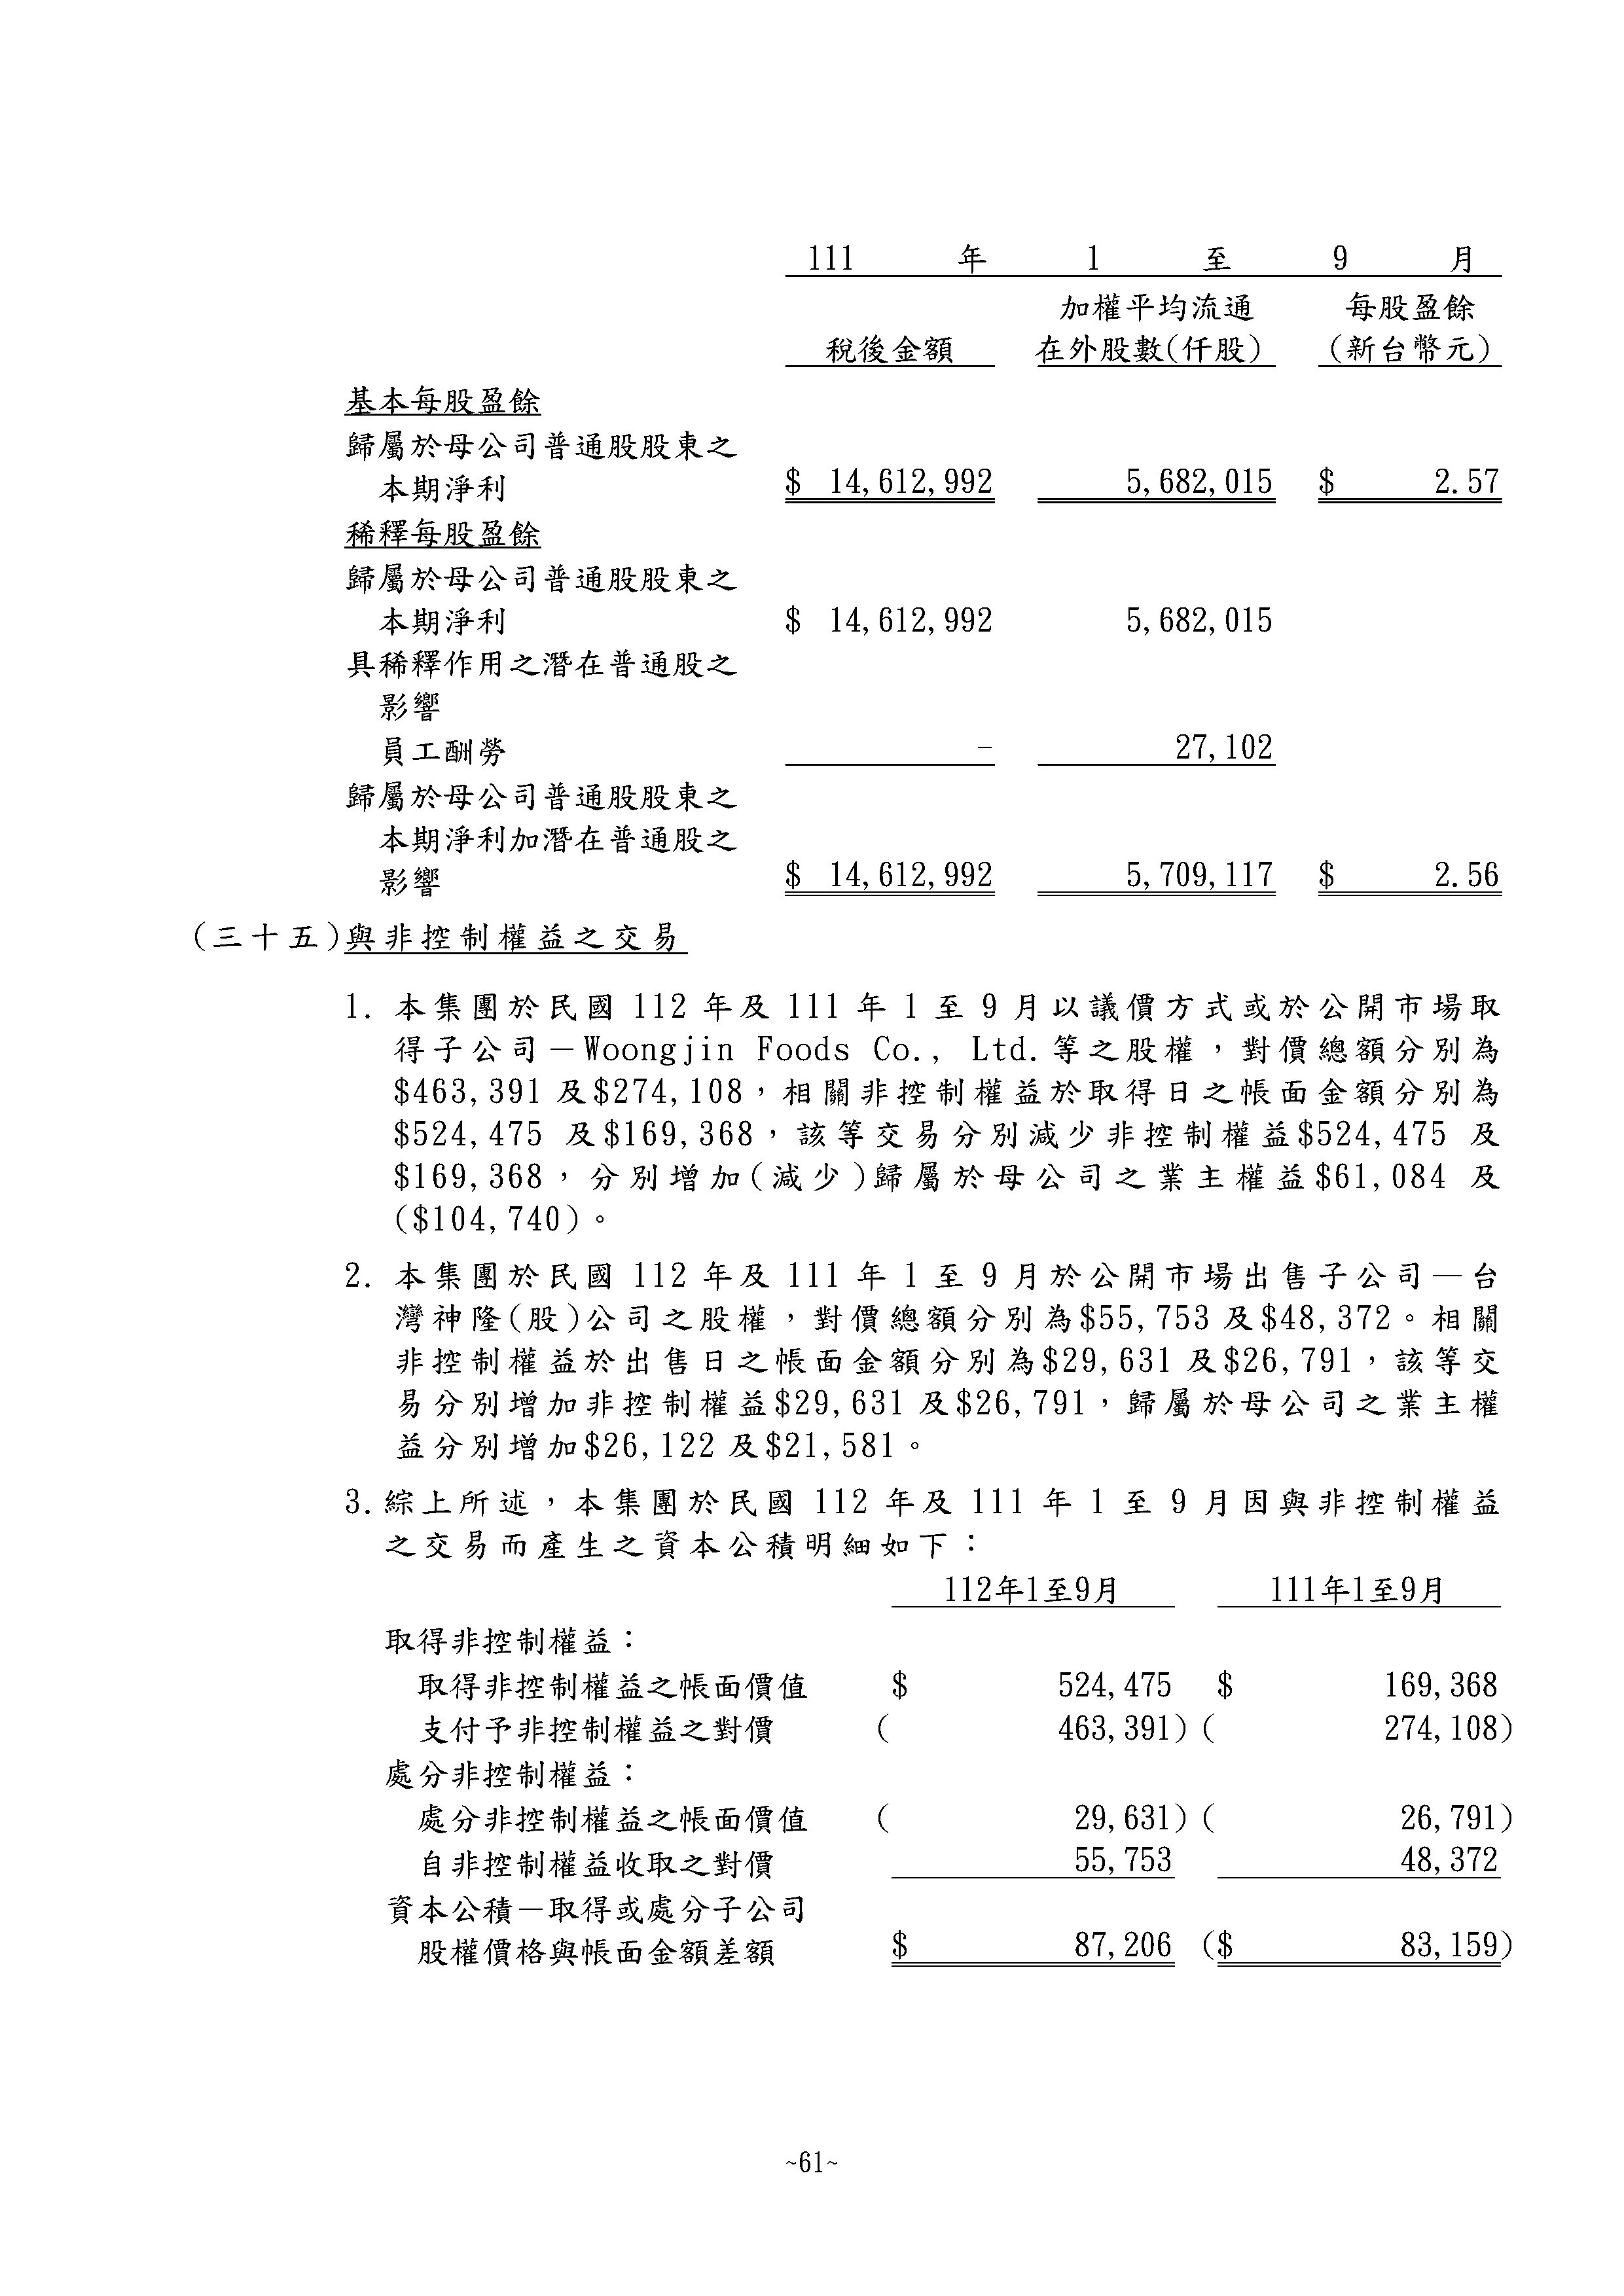 111 年 1 至 9 月
加權平均流通 每股盈餘
稅後金額 在外股數(仟股) (新台幣元)
基本每股盈餘
歸屬於母公司普通股股東之
本期淨利 $ 14,612,992 5,682,015 $ 2.57
稀釋每股盈餘
歸屬於母公司普通股股東之
本期淨利 $ 14,612,992 5,682,015
具稀釋作用之潛在普通股之
影響
員工酬勞 - 27,102
歸屬於母公司普通股股東之
本期淨利加潛在普通股之
影響 $ 14,612,992 5,709,117 $ 2.56
(三十五)與非控制權益之交易
1. 本集團於民國 112 年及 111 年 1 至 9 月以議價方式或於公開市場取
得子公司－Woongjin Foods Co., Ltd.等之股權，對價總額分別為
$463,391 及$274,108，相關非控制權益於取得日之帳面金額分別為
$524,475 及$169,368，該等交易分別減少非控制權益$524,475 及
$169,368，分別增加(減少)歸屬於母公司之業主權益$61,084 及
($104,740)。
2. 本集團於民國 112 年及 111 年 1 至 9 月於公開市場出售子公司—台
灣神隆(股)公司之股權，對價總額分別為$55,753 及$48,372。相關
非控制權益於出售日之帳面金額分別為$29,631 及$26,791，該等交
易分別增加非控制權益$29,631 及$26,791，歸屬於母公司之業主權
益分別增加$26,122 及$21,581。
3.綜上所述，本集團於民國 112 年及 111 年 1 至 9 月因與非控制權益
之交易而產生之資本公積明細如下：
112年1至9月 111年1至9月
取得非控制權益：
取得非控制權益之帳面價值 $ 524,475 $ 169,368
支付予非控制權益之對價 ( 463,391) ( 274,108)
處分非控制權益：
處分非控制權益之帳面價值 ( 29,631) ( 26,791)
自非控制權益收取之對價 55,753 48,372
資本公積－取得或處分子公司
股權價格與帳面金額差額 $ 87,206 ($ 83,159)
~61~